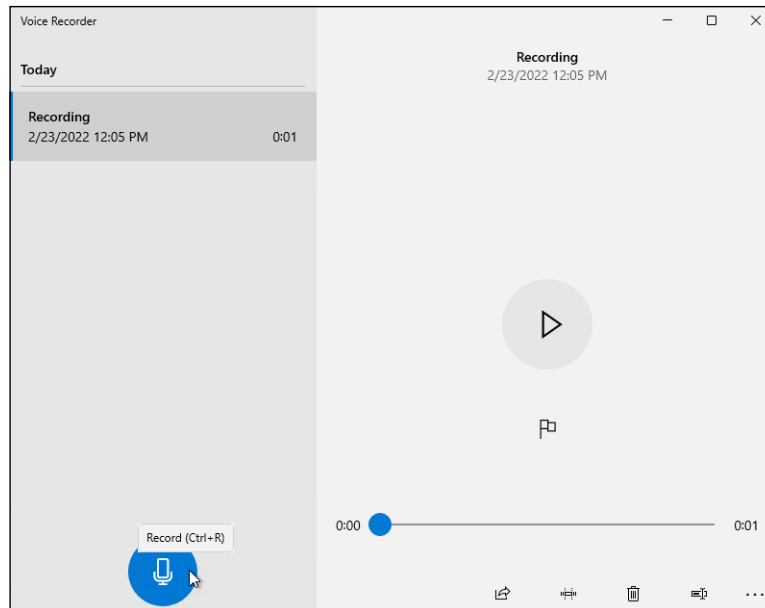 Voice Recorder
Today
Recording
2/23/2022 12:05 PM 0:01
Record (Ctrl+R)
Recording
2/23/2022 12:05 PM
0:00 0:01